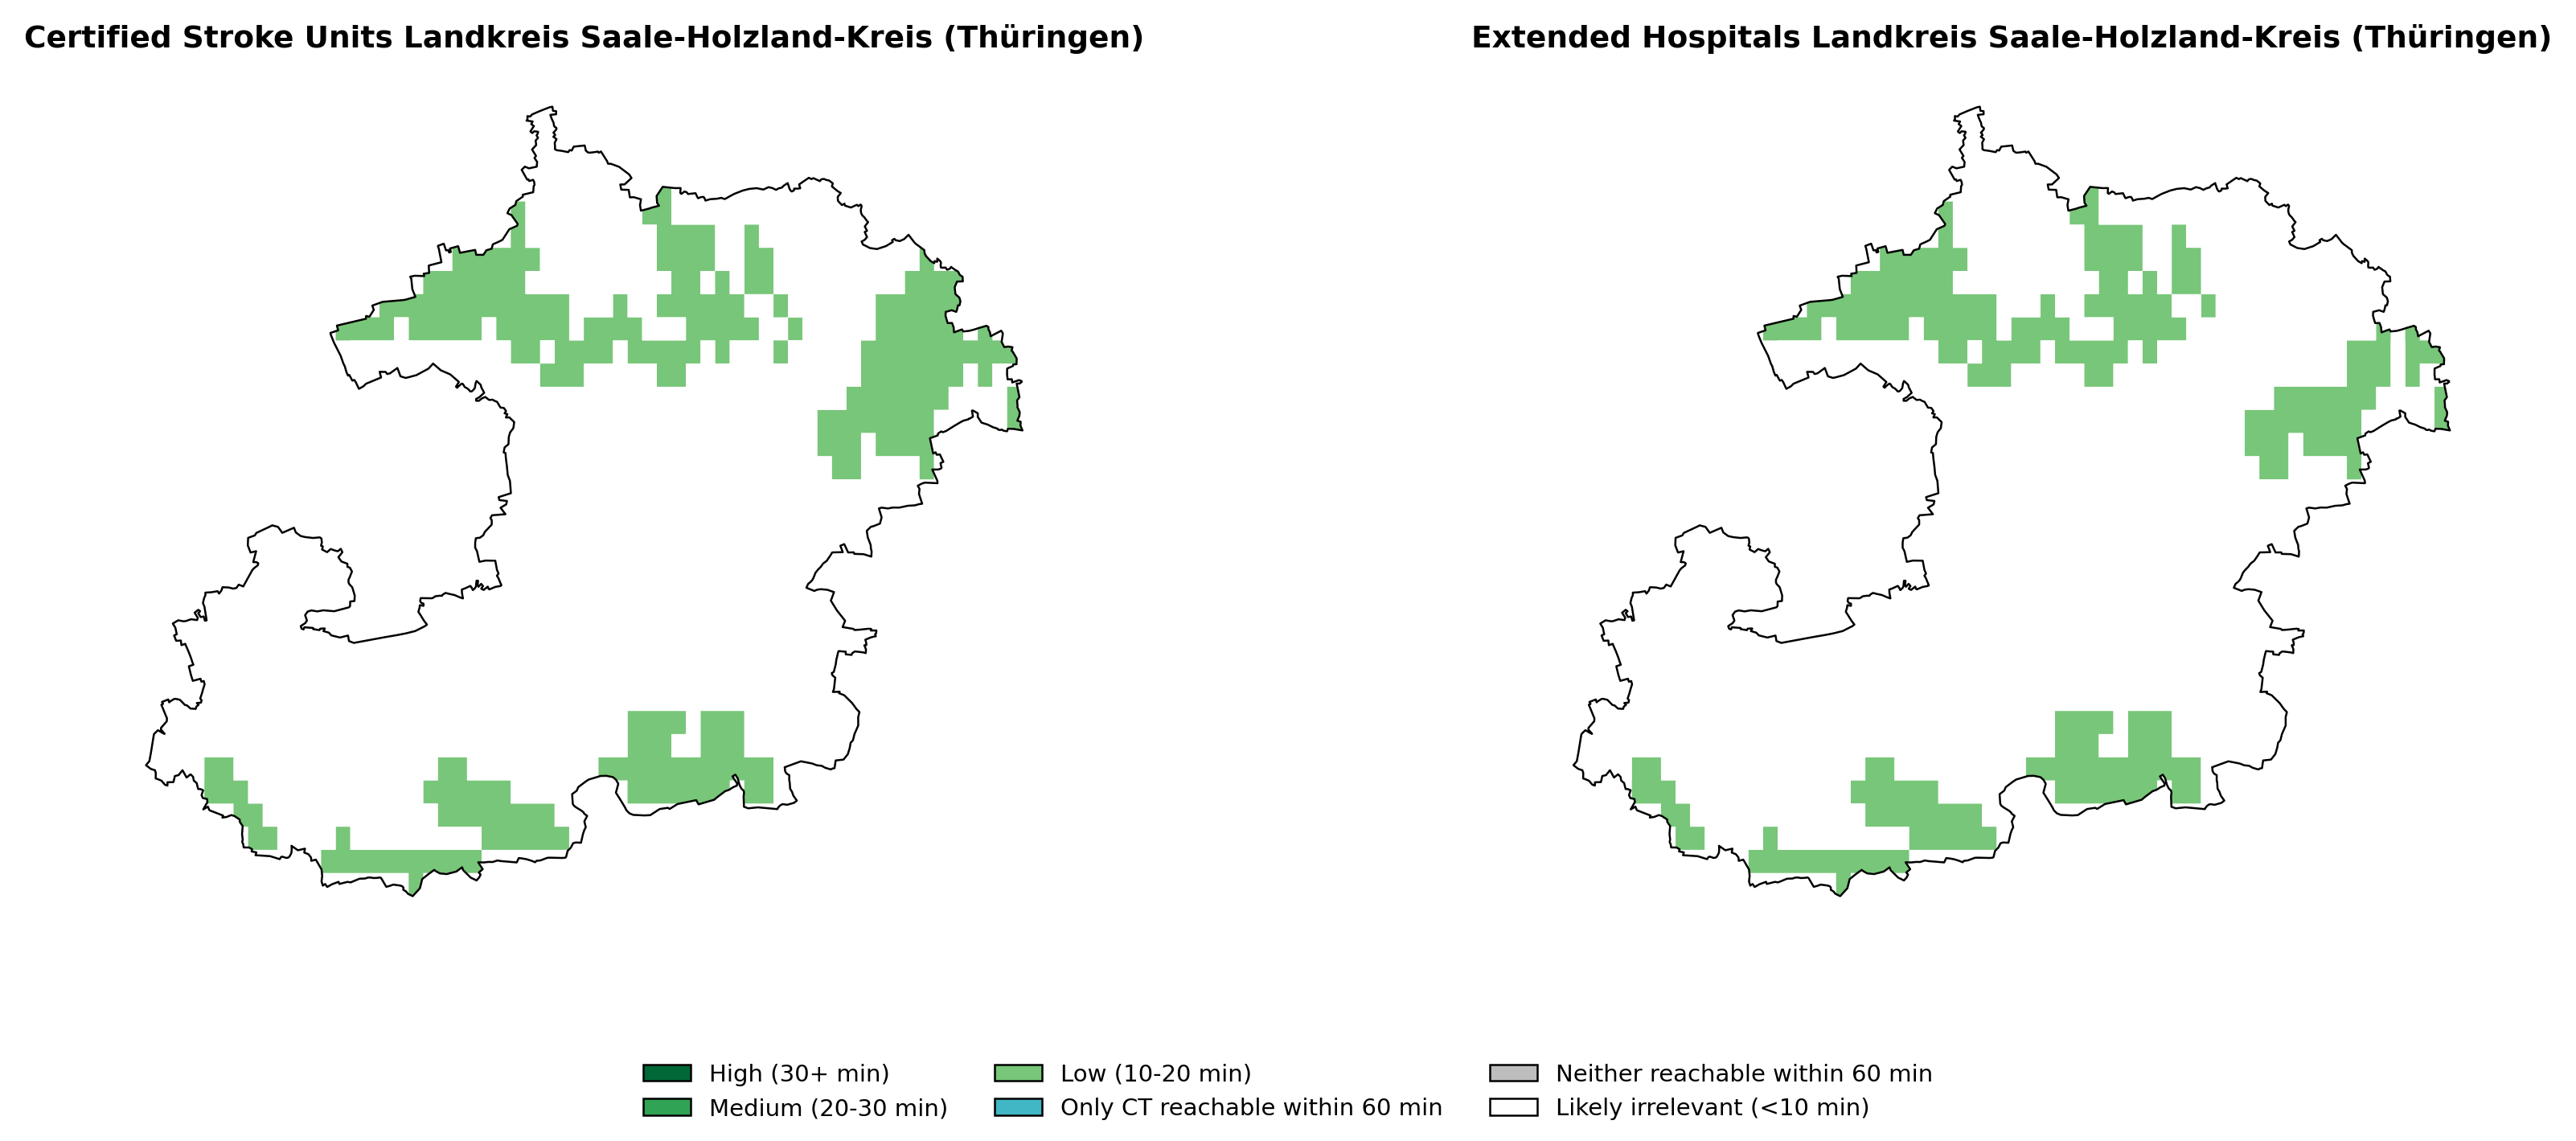 Certified Stroke Units Landkreis Saale-Holzland-Kreis (Thüringen)
Extended Hospitals Landkreis Saale-Holzland-Kreis (Thüringen)
High (30+ min)
Medium (20-30 min)
Low (10-20 min)
Only CT reachable within 60 min
Neither reachable within 60 min
Likely irrelevant (<10 min)